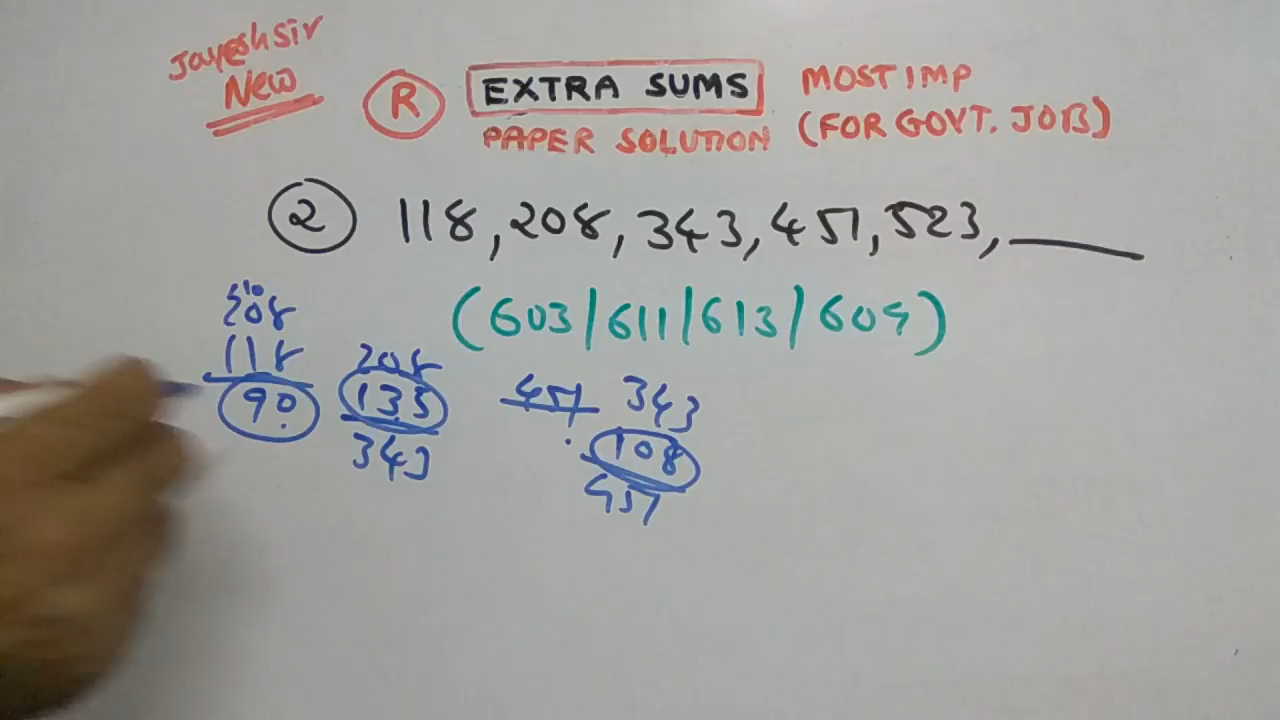 Jayesh Sir
New
R EXTRA SUMS MOST IMP
PAPER SOLUTION (FOR GOVT. JOB)
2 118, 208, 343, 451, 523, ___
(603/611/613/609)
10
208
118
90
208
135
343
451
343
108
451